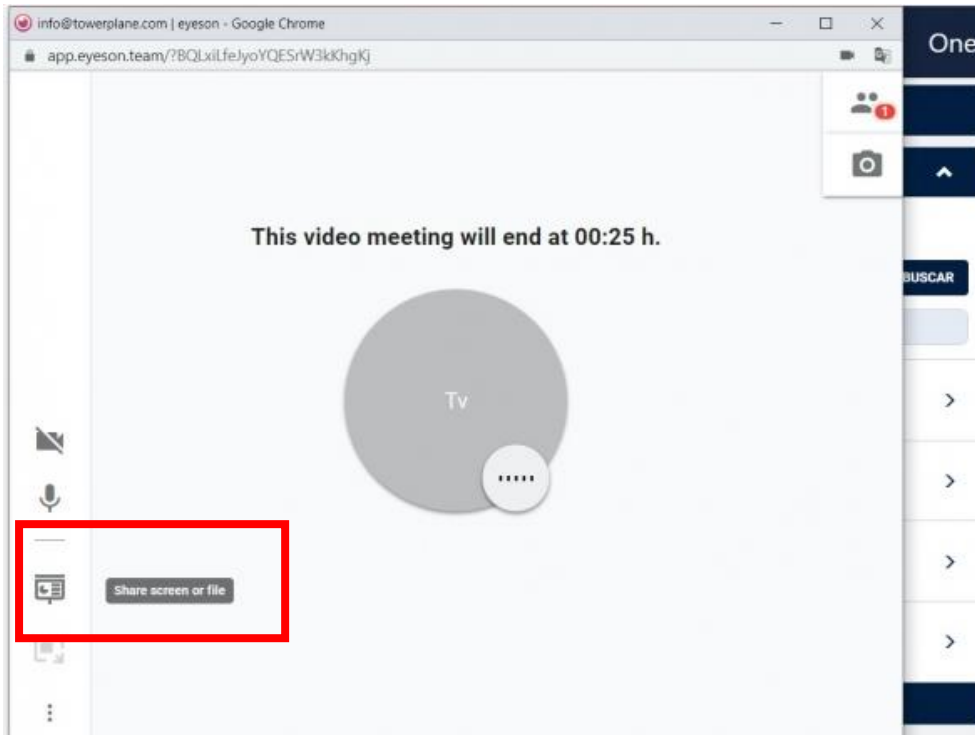 info@towerplane.com | eyeson - Google Chrome
One
app.eyeson.team/?BQLxiLfeJyoYQESrW3kKhgKj
1
This video meeting will end at 00:25 h.
BUSCAR
Tv
Share screen or file